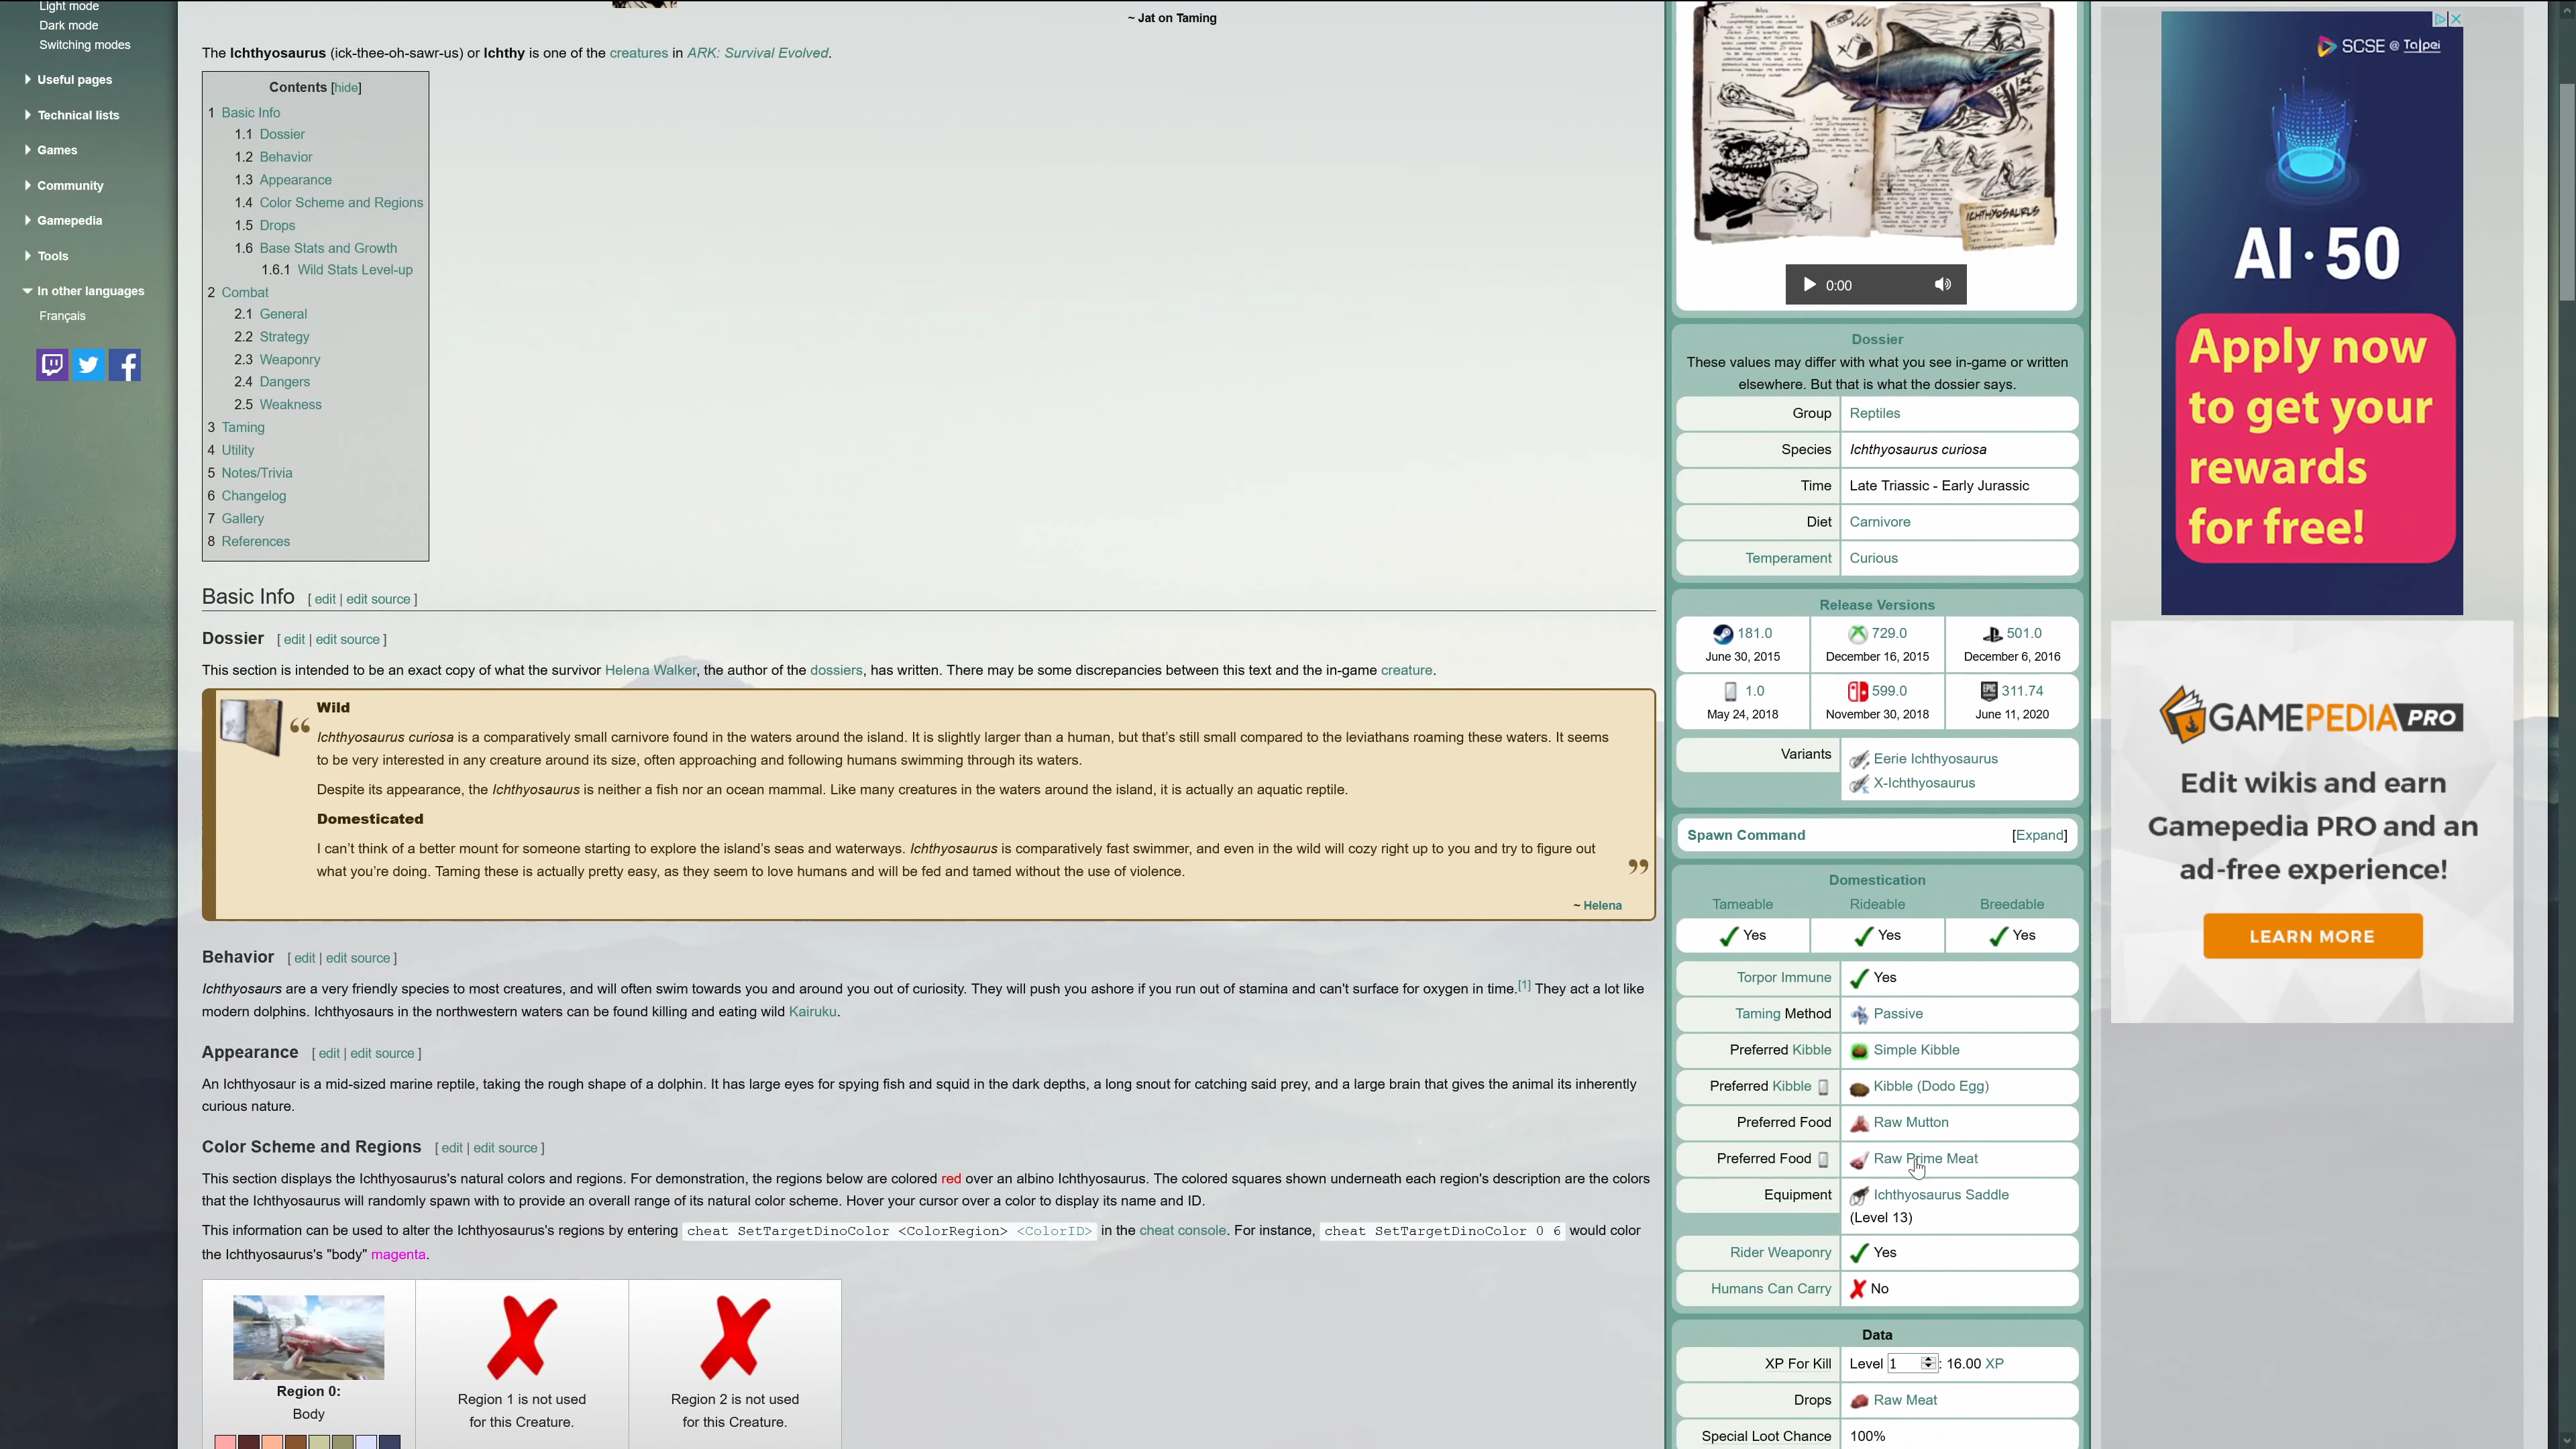 Light mode
Dark mode
Switching modes
Useful pages
Technical lists
Games
Community
Gamepedia
Tools
In other languages
Français
~ Jat on Taming
The Ichthyosaurus (ick-thee-oh-sawr-us) or Ichthy is one of the creatures in ARK: Survival Evolved.
Contents [hide]
1 Basic Info
1.1 Dossier
1.2 Behavior
1.3 Appearance
1.4 Color Scheme and Regions
1.5 Drops
1.6 Base Stats and Growth
1.6.1 Wild Stats Level-up
2 Combat
2.1 General
2.2 Strategy
2.3 Weaponry
2.4 Dangers
2.5 Weakness
3 Taming
4 Utility
5 Notes/Trivia
6 Changelog
7 Gallery
8 References
Basic Info [ edit | edit source ]
Dossier [ edit | edit source ]
This section is intended to be an exact copy of what the survivor Helena Walker, the author of the dossiers, has written. There may be some discrepancies between this text and the in-game creature.
Wild
“ Ichthyosaurus curiosa is a comparatively small carnivore found in the waters around the island. It is slightly larger than a human, but that’s still small compared to the leviathans roaming these waters. It seems
to be very interested in any creature around its size, often approaching and following humans swimming through its waters.
Despite its appearance, the Ichthyosaurus is neither a fish nor an ocean mammal. Like many creatures in the waters around the island, it is actually an aquatic reptile.
Domesticated
I can’t think of a better mount for someone starting to explore the island’s seas and waterways. Ichthyosaurus is comparatively fast swimmer, and even in the wild will cozy right up to you and try to figure out
what you’re doing. Taming these is actually pretty easy, as they seem to love humans and will be fed and tamed without the use of violence. ”
~ Helena
Behavior [ edit | edit source ]
Ichthyosaurs are a very friendly species to most creatures, and will often swim towards you and around you out of curiosity. They will push you ashore if you run out of stamina and can't surface for oxygen in time.[1] They act a lot like
modern dolphins. Ichthyosaurs in the northwestern waters can be found killing and eating wild Kairuku.
Appearance [ edit | edit source ]
An Ichthyosaur is a mid-sized marine reptile, taking the rough shape of a dolphin. It has large eyes for spying fish and squid in the dark depths, a long snout for catching said prey, and a large brain that gives the animal its inherently
curious nature.
Color Scheme and Regions [ edit | edit source ]
This section displays the Ichthyosaurus's natural colors and regions. For demonstration, the regions below are colored red over an albino Ichthyosaurus. The colored squares shown underneath each region's description are the colors
that the Ichthyosaurus will randomly spawn with to provide an overall range of its natural color scheme. Hover your cursor over a color to display its name and ID.
This information can be used to alter the Ichthyosaurus's regions by entering cheat SetTargetDinoColor <ColorRegion> <ColorID> in the cheat console. For instance, cheat SetTargetDinoColor 0 6 would color
the Ichthyosaurus's "body" magenta.
Region 0:
Body
Region 1 is not used
for this Creature.
Region 2 is not used
for this Creature.
ICHTHYOSAURUS
0:00
Dossier
These values may differ with what you see in-game or written
elsewhere. But that is what the dossier says.
Group Reptiles
Species Ichthyosaurus curiosa
Time Late Triassic - Early Jurassic
Diet Carnivore
Temperament Curious
Release Versions
181.0 729.0 501.0
June 30, 2015 December 16, 2015 December 6, 2016
1.0 599.0 311.74
May 24, 2018 November 30, 2018 June 11, 2020
Variants Eerie Ichthyosaurus
X-Ichthyosaurus
Spawn Command [Expand]
Domestication
Tameable Rideable Breedable
Yes Yes Yes
Torpor Immune Yes
Taming Method Passive
Preferred Kibble Simple Kibble
Preferred Kibble Kibble (Dodo Egg)
Preferred Food Raw Mutton
Preferred Food Raw Prime Meat
Equipment Ichthyosaurus Saddle
(Level 13)
Rider Weaponry Yes
Humans Can Carry No
Data
XP For Kill Level 1 : 16.00 XP
Drops Raw Meat
Special Loot Chance 100%
SCSE @ Taipei
AI · 50
Apply now
to get your
rewards
for free!
GAMEPEDIA PRO
Edit wikis and earn
Gamepedia PRO and an
ad-free experience!
LEARN MORE